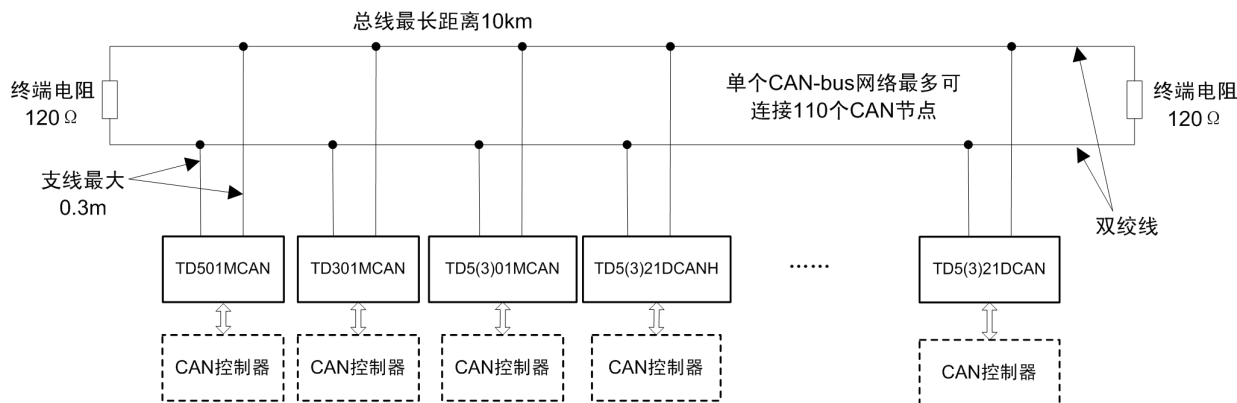 总线最长距离10km
终端电阻
120Ω
单个CAN-bus网络最多可
连接110个CAN节点
终端电阻
120Ω
支线最大
0.3m
双绞线
TD501MCAN
TD301MCAN
TD5(3)01MCAN
TD5(3)21DCANH
……
TD5(3)21DCAN
CAN控制器
CAN控制器
CAN控制器
CAN控制器
CAN控制器